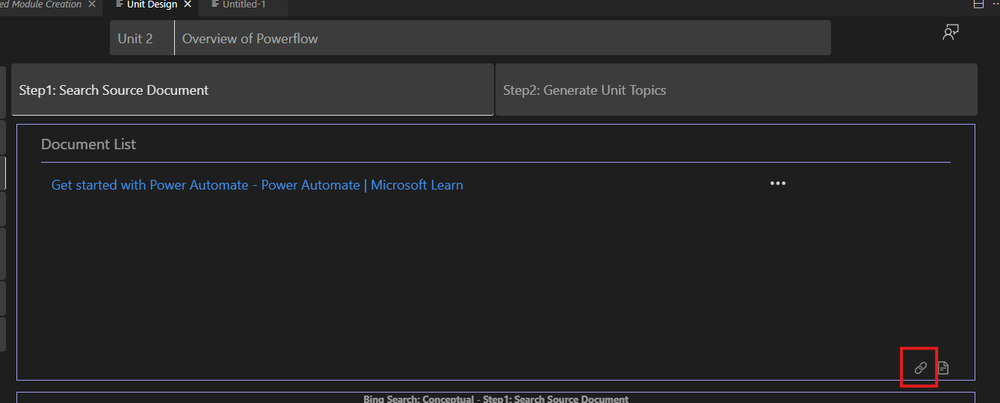 ed Module Creation
Unit Design
Untitled-1
Unit 2
Overview of Powerflow
Step1: Search Source Document
Step2: Generate Unit Topics
Document List
Get started with Power Automate - Power Automate | Microsoft Learn
Bing Search: Conceptual - Step1: Search Source Document